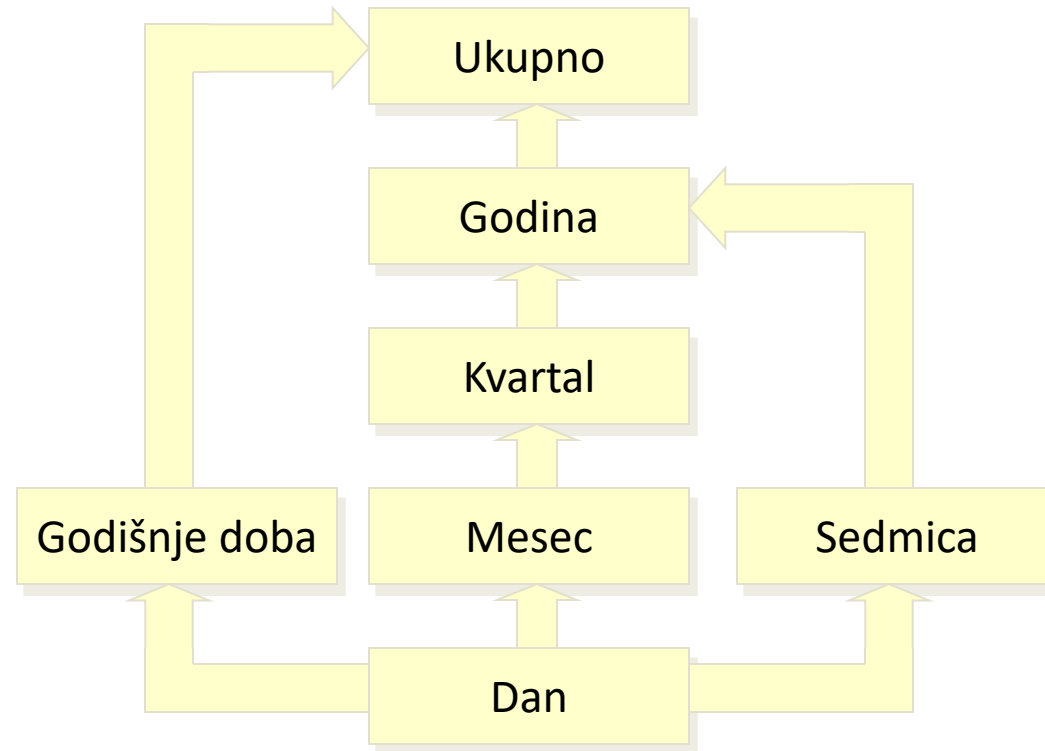 Ukupno
Godina
Kvartal
Godišnje doba
Mesec
Sedmica
Dan